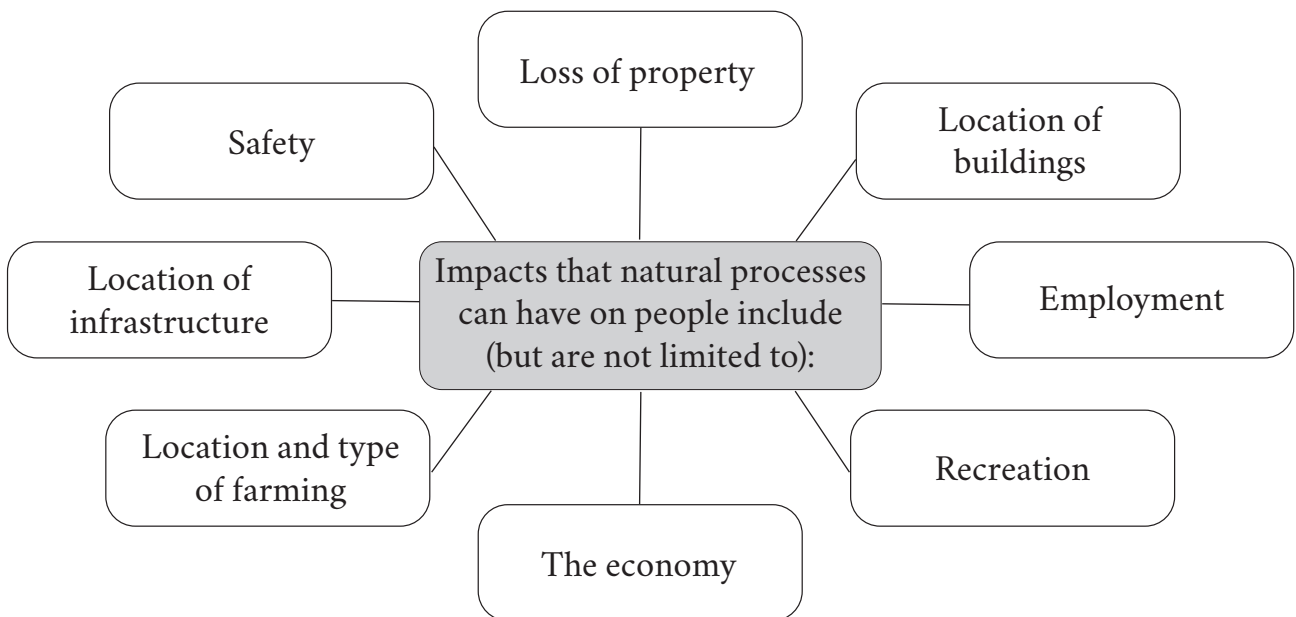 Loss of property
Safety
Location of
buildings
Location of
infrastructure
Impacts that natural processes
can have on people include
(but are not limited to):
Employment
Location and type
of farming
Recreation
The economy